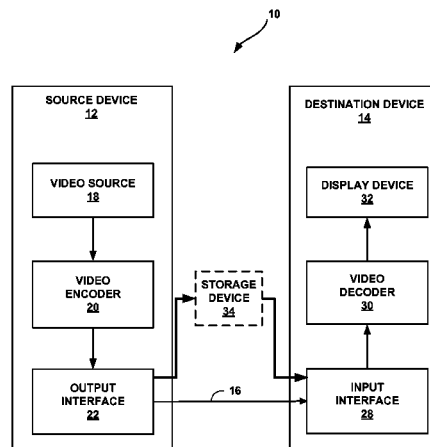 10
SOURCE DEVICE
12
VIDEO SOURCE
18
VIDEO
ENCODER
20
OUTPUT
INTERFACE
22
STORAGE
DEVICE
34
16
DESTINATION DEVICE
14
DISPLAY DEVICE
32
VIDEO
DECODER
30
INPUT
INTERFACE
28